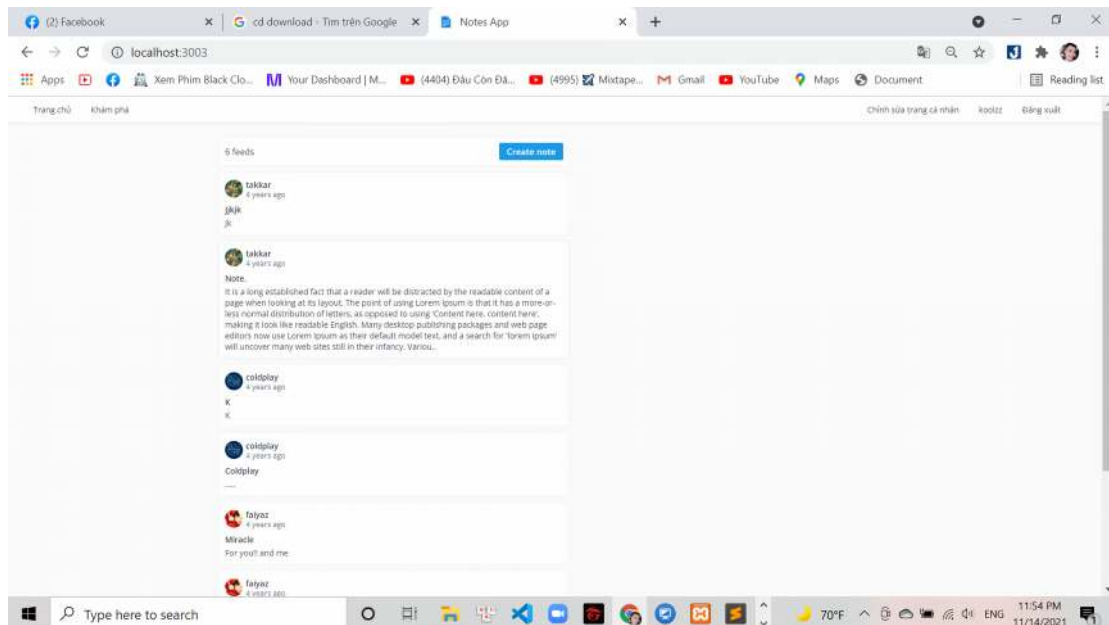 (2) Facebook
cd download - Tìm trên Google
Notes App
localhost:3003
Apps
Xem Phim Black Clo...
Your Dashboard | M...
(4404) Đâu Còn Đâ...
(4995) Mixtape...
Gmail
YouTube
Maps
Document
Reading list
Trang chủ
Khám phá
Chỉnh sửa trang cá nhân
koolzz
Đăng xuất
6 feeds
Create note
takkar
4 years ago
jjkjk
jk
takkar
4 years ago
Note.
It is a long established fact that a reader will be distracted by the readable content of a
page when looking at its layout. The point of using Lorem Ipsum is that it has a more-or-
less normal distribution of letters, as opposed to using 'Content here, content here',
making it look like readable English. Many desktop publishing packages and web page
editors now use Lorem Ipsum as their default model text, and a search for 'lorem ipsum'
will uncover many web sites still in their infancy. Variou...
coldplay
4 years ago
K
K
coldplay
4 years ago
Coldplay
faiyaz
4 years ago
Miracle
For you!! and me
faiyaz
4 years ago
Type here to search
70°F
ENG
11:54 PM
11/14/2021